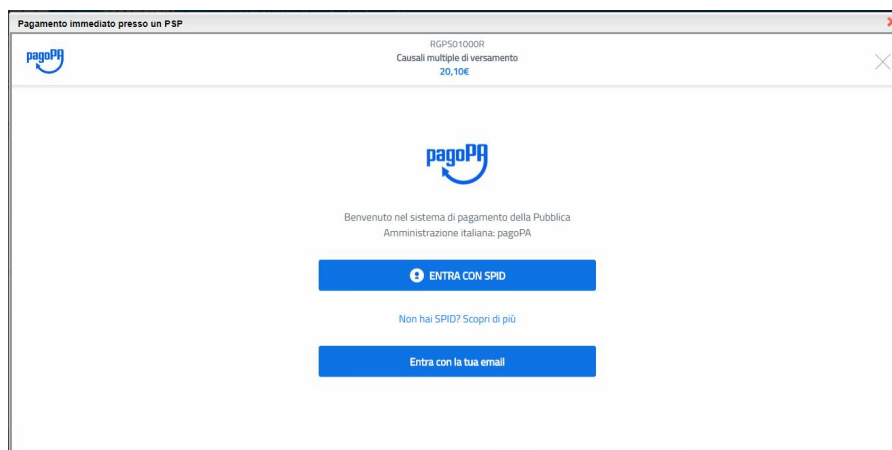 Pagamento immediato presso un PSP
pagoPA
RGPS01000R
Causali multiple di versamento
20,10€
pagoPA
Benvenuto nel sistema di pagamento della Pubblica
Amministrazione italiana: pagoPA
ENTRA CON SPID
Non hai SPID? Scopri di più
Entra con la tua email